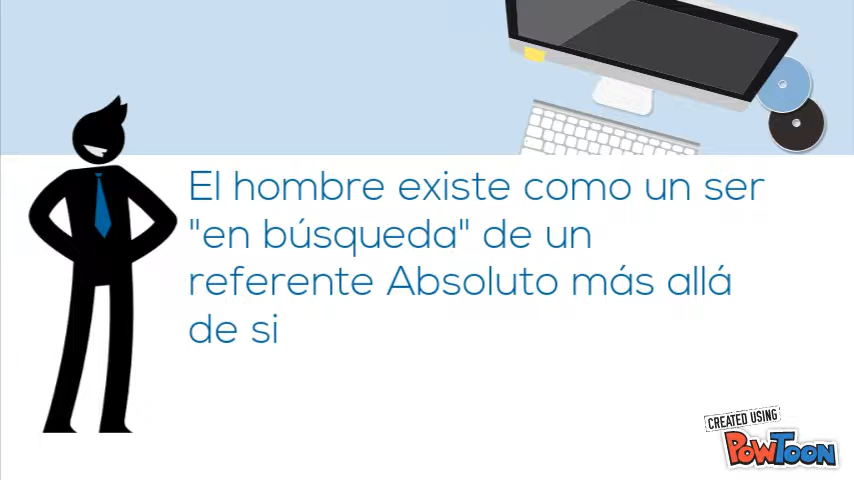 El hombre existe como un ser
"en búsqueda" de un
referente Absoluto más allá
de si
CREATED USING
PowToon